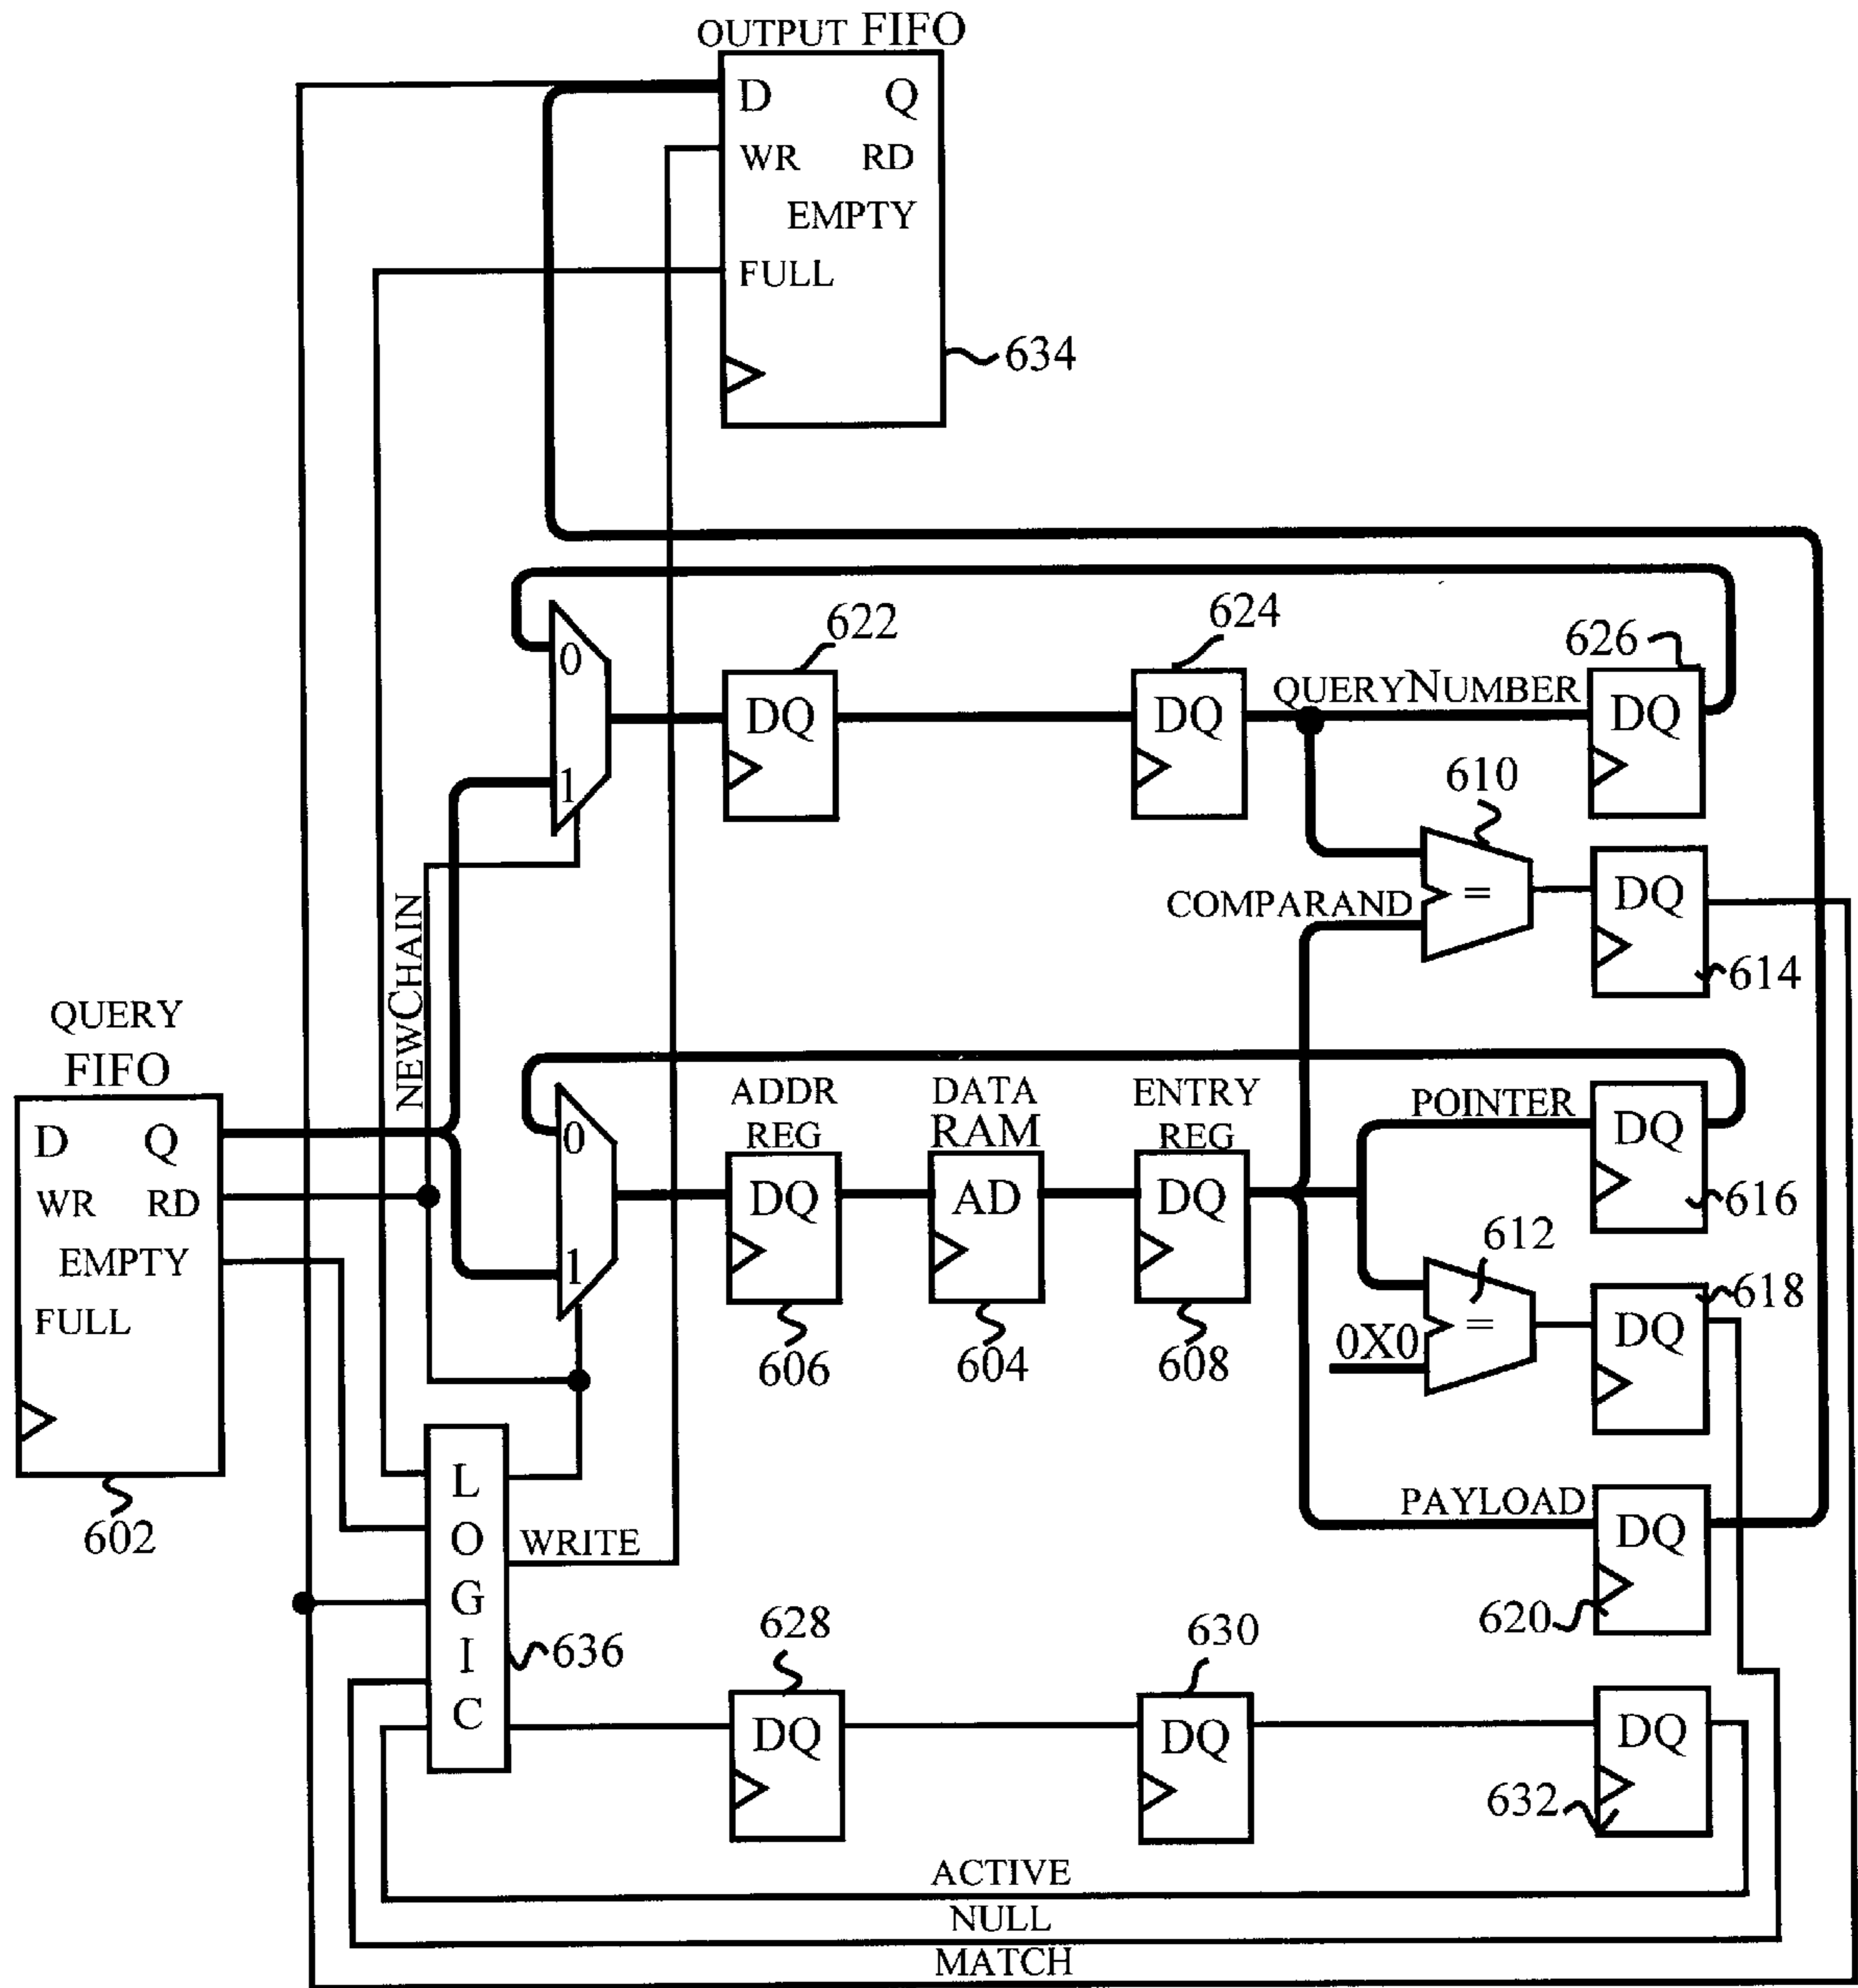 OUTPUT FIFO
D Q
WR RD
EMPTY
FULL
634
622
624
626
0
1
DQ
DQ
QUERYNUMBER
DQ
610
COMPARAND
=
DQ
614
NEWCHAIN
QUERY
FIFO
D Q
WR RD
EMPTY
FULL
602
0
1
ADDR
REG
DQ
606
DATA
RAM
AD
604
ENTRY
REG
DQ
608
POINTER
DQ
616
612
0X0
=
DQ
618
PAYLOAD
DQ
620
L
O
G
I
C
WRITE
636
628
DQ
630
DQ
DQ
632
ACTIVE
NULL
MATCH